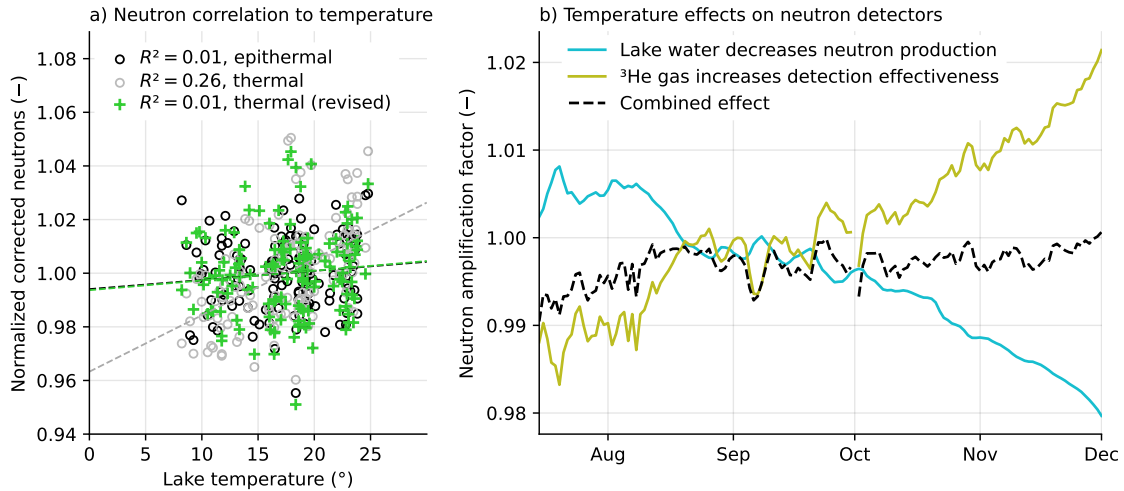 a) Neutron correlation to temperature
Normalized corrected neutrons (−)
1.08
1.06
1.04
1.02
1.00
0.98
0.96
0.94
R² = 0.01, epithermal
R² = 0.26, thermal
R² = 0.01, thermal (revised)
0 5 10 15 20 25
Lake temperature (°)
b) Temperature effects on neutron detectors
Neutron amplification factor (−)
1.02
1.01
1.00
0.99
0.98
Lake water decreases neutron production
³He gas increases detection effectiveness
Combined effect
Aug Sep Oct Nov Dec